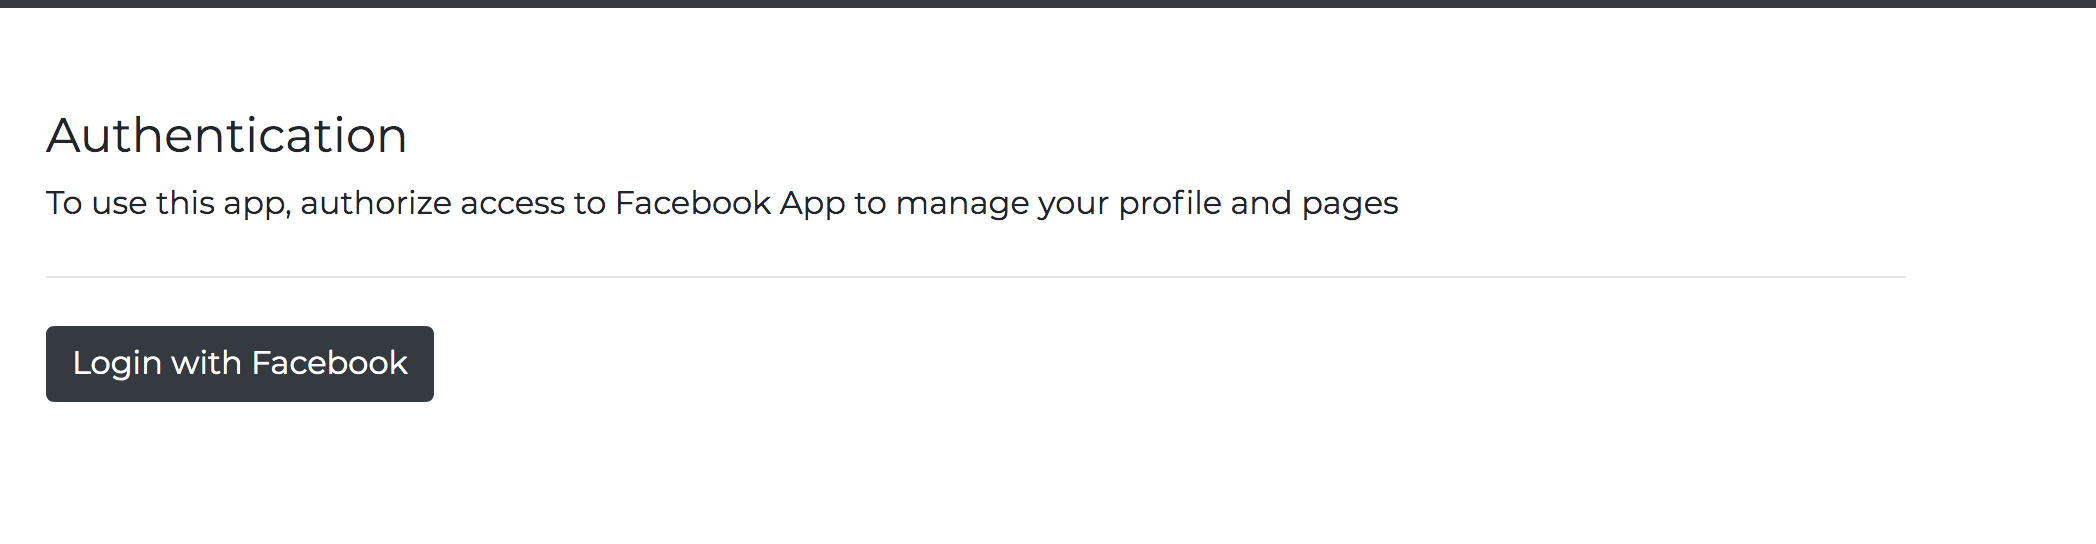 Authentication
To use this app, authorize access to Facebook App to manage your profile and pages
Login with Facebook